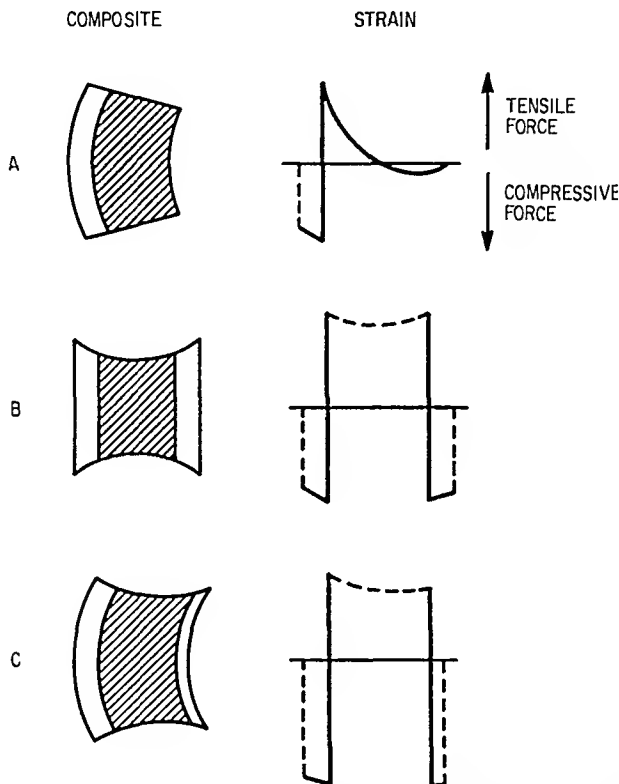 COMPOSITE
STRAIN
A
TENSILE
FORCE
COMPRESSIVE
FORCE
B
C